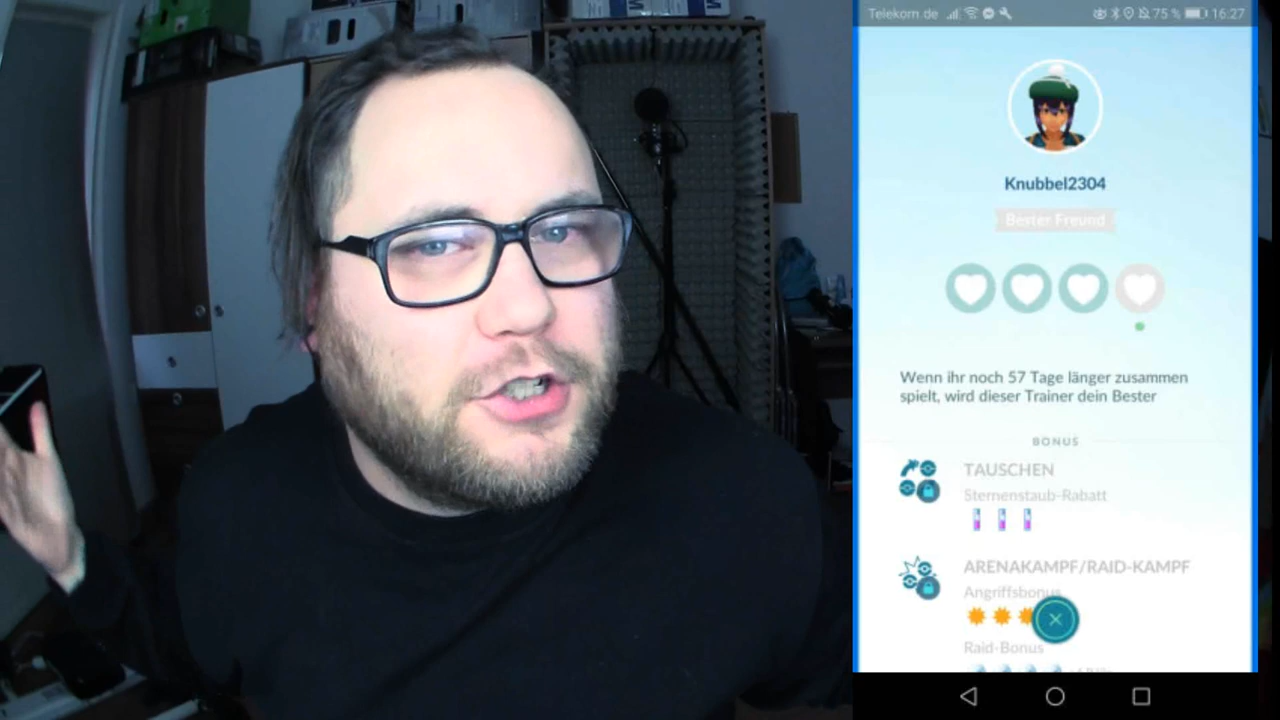 Telekom.de 75 % 16:27
Knubbel2304
Bester Freund
Wenn ihr noch 57 Tage länger zusammen
spielt, wird dieser Trainer dein Bester
BONUS
TAUSCHEN
Sternenstaub-Rabatt
ARENAKAMPF/RAID-KAMPF
Angriffsbonus
Raid-Bonus